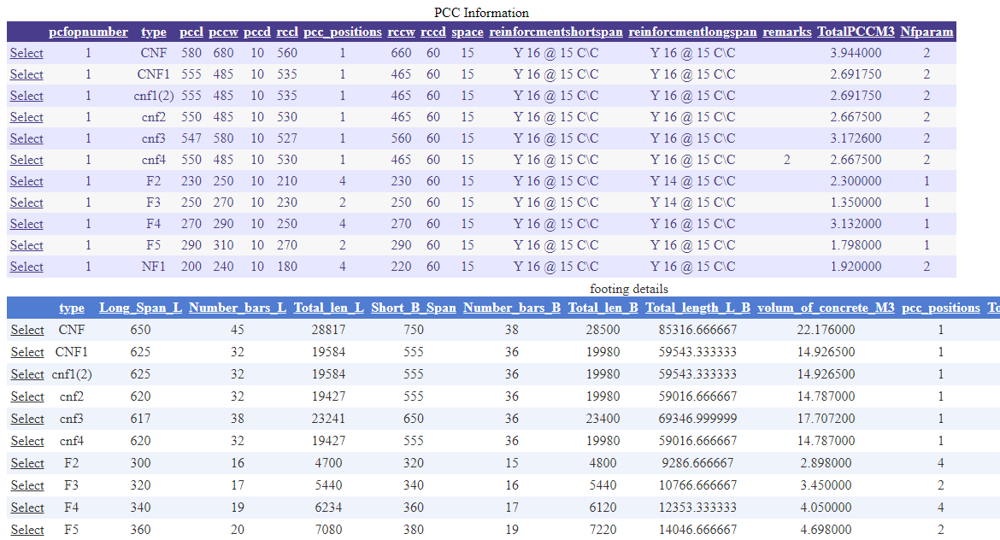 PCC Information
pcfopnumber type pccl pccw pccd rccl pcc_positions rccw rccd space reinforcmentshortspan reinforcmentlongspan remarks TotalPCCM3 Nfparam
Select 1 CNF 580 680 10 560 1 660 60 15 Y 16 @ 15 C\C Y 16 @ 15 C\C 3.944000 2
Select 1 CNF1 555 485 10 535 1 465 60 15 Y 16 @ 15 C\C Y 16 @ 15 C\C 2.691750 2
Select 1 cnf1(2) 555 485 10 535 1 465 60 15 Y 16 @ 15 C\C Y 16 @ 15 C\C 2.691750 2
Select 1 cnf2 550 485 10 530 1 465 60 15 Y 16 @ 15 C\C Y 16 @ 15 C\C 2.667500 2
Select 1 cnf3 547 580 10 527 1 560 60 15 Y 16 @ 15 C\C Y 16 @ 15 C\C 3.172600 2
Select 1 cnf4 550 485 10 530 1 465 60 15 Y 16 @ 15 C\C Y 16 @ 15 C\C 2 2.667500 2
Select 1 F2 230 250 10 210 4 230 60 15 Y 16 @ 15 C\C Y 14 @ 15 C\C 2.300000 1
Select 1 F3 250 270 10 230 2 250 60 15 Y 16 @ 15 C\C Y 14 @ 15 C\C 1.350000 1
Select 1 F4 270 290 10 250 4 270 60 15 Y 16 @ 15 C\C Y 16 @ 15 C\C 3.132000 1
Select 1 F5 290 310 10 270 2 290 60 15 Y 16 @ 15 C\C Y 16 @ 15 C\C 1.798000 1
Select 1 NF1 200 240 10 180 4 220 60 15 Y 16 @ 15 C\C Y 16 @ 15 C\C 1.920000 2
footing details
type Long_Span_L Number_bars_L Total_len_L Short_B_Span Number_bars_B Total_len_B Total_length_L_B volum_of_concrete_M3 pcc_positions
Select CNF 650 45 28817 750 38 28500 85316.666667 22.176000 1
Select CNF1 625 32 19584 555 36 19980 59543.333333 14.926500 1
Select cnf1(2) 625 32 19584 555 36 19980 59543.333333 14.926500 1
Select cnf2 620 32 19427 555 36 19980 59016.666667 14.787000 1
Select cnf3 617 38 23241 650 36 23400 69346.999999 17.707200 1
Select cnf4 620 32 19427 555 36 19980 59016.666667 14.787000 1
Select F2 300 16 4700 320 15 4800 9286.666667 2.898000 4
Select F3 320 17 5440 340 16 5440 10766.666667 3.450000 2
Select F4 340 19 6234 360 17 6120 12353.333333 4.050000 4
Select F5 360 20 7080 380 19 7220 14046.666667 4.698000 2